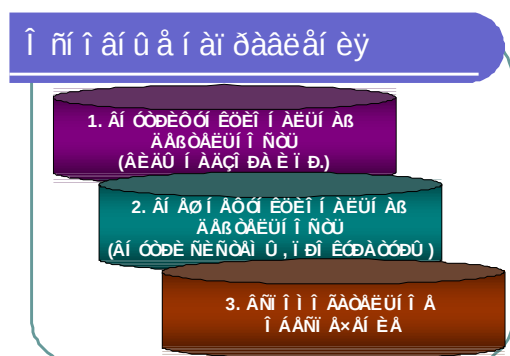 Î ñí î âí û å í àï ðàâëåí èÿ
1. ÂÍ ÓÒÐÈÔÓÍ ÊÖÈÎ Í ÀËÜÍ Àß
ÄÅßÒÅËÜÍ Î ÑÒÜ
(ÂÈÄÛ Í ÀÄÇÎ ÐÀ È Ï Ð.)
2. ÂÍ ÅØÍ ÅÔÓÍ ÊÖÈÎ Í ÀËÜÍ Àß
ÄÅßÒÅËÜÍ Î ÑÒÜ
(ÂÍ ÓÒÐÈ ÑÈÑÒÅÌ Û , Ï ÐÎ ÊÓÐÀÒÓÐÛ )
3. ÂÑÏ Î Ì Î ÃÀÒÅËÜÍ Î Å
Î ÁÅÑÏ Å×ÅÍ ÈÅ